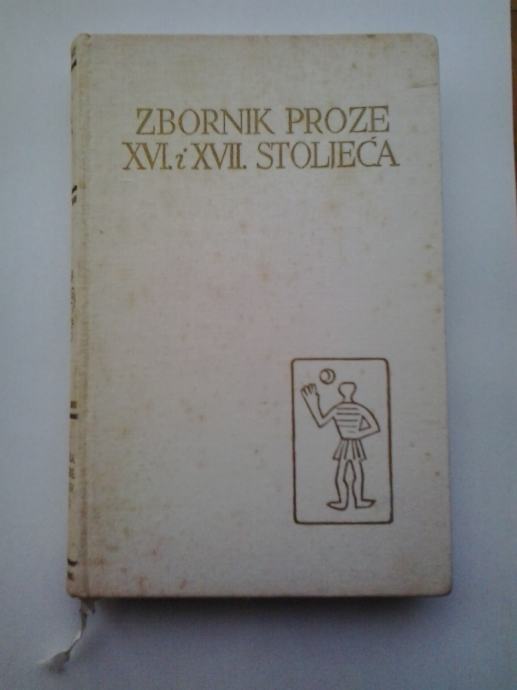 ZBORNIK PROZE
XVI. i XVII. STOLJEĆA